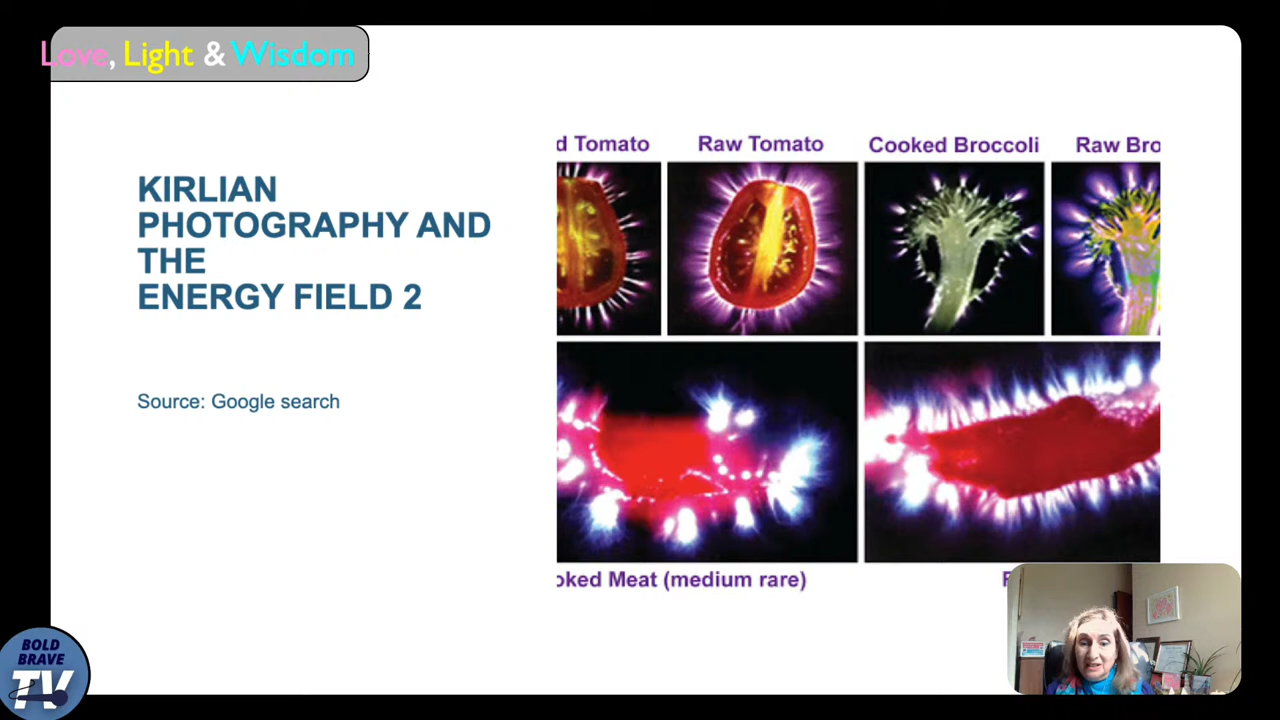 Love, Light & Wisdom
KIRLIAN
PHOTOGRAPHY AND
THE
ENERGY FIELD 2
Source: Google search
d Tomato
Raw Tomato
Cooked Broccoli
Raw Bro
oked Meat (medium rare)
BOLD
BRAVE
TV